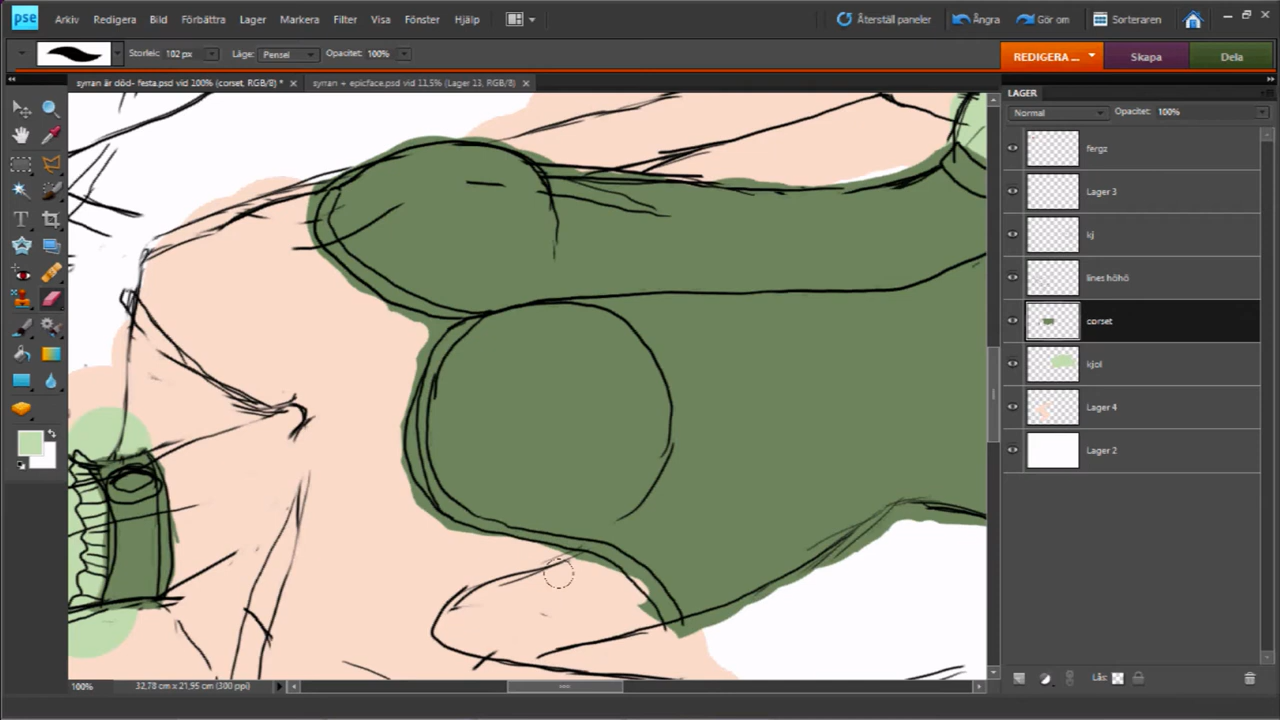 pse Arkiv Redigera Bild Förbättra Lager Markera Filter Visa Fönster Hjälp Återställ paneler Ångra Gör om Sorteraren
Storlek: 102 px Läge: Pensel Opacitet: 100% REDIGERA ... Skapa Dela
syrran är död- festa.psd vid 100% (corset, RGB/8) * syrran + epicface.psd vid 11,5% (Lager 13, RGB/8)
LAGER
Normal Opacitet: 100%
fergz
Lager 3
kj
lines höhö
corset
kjol
Lager 4
Lager 2
100% 32,78 cm x 21,95 cm (300 ppi) Lås: